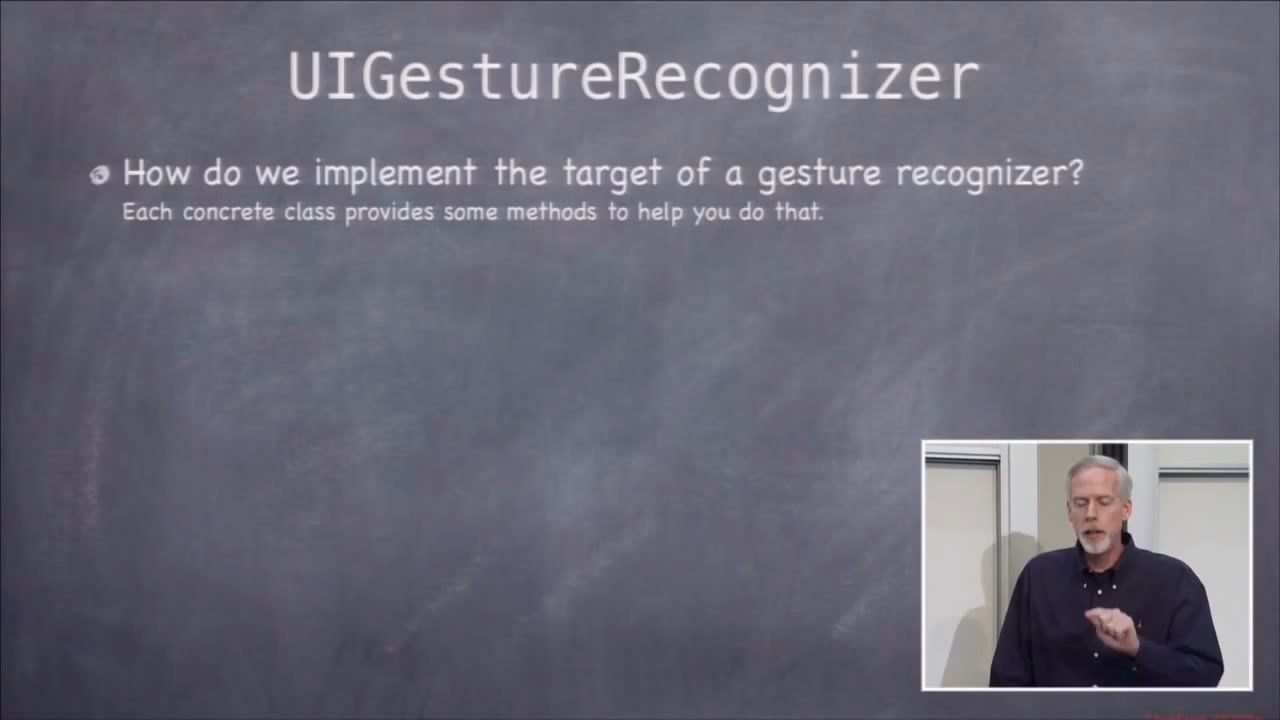 UIGestureRecognizer
How do we implement the target of a gesture recognizer?
Each concrete class provides some methods to help you do that.